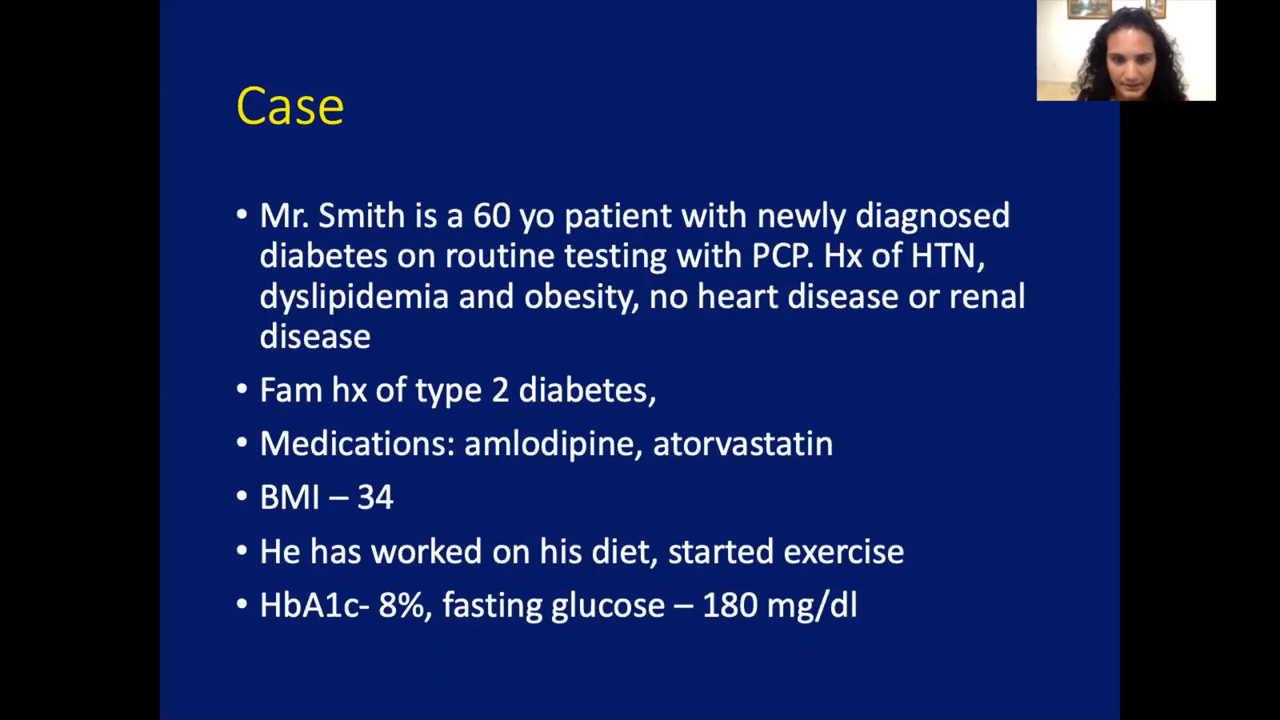 Case
• Mr. Smith is a 60 yo patient with newly diagnosed
diabetes on routine testing with PCP. Hx of HTN,
dyslipidemia and obesity, no heart disease or renal
disease
• Fam hx of type 2 diabetes,
• Medications: amlodipine, atorvastatin
• BMI – 34
• He has worked on his diet, started exercise
• HbA1c- 8%, fasting glucose – 180 mg/dl